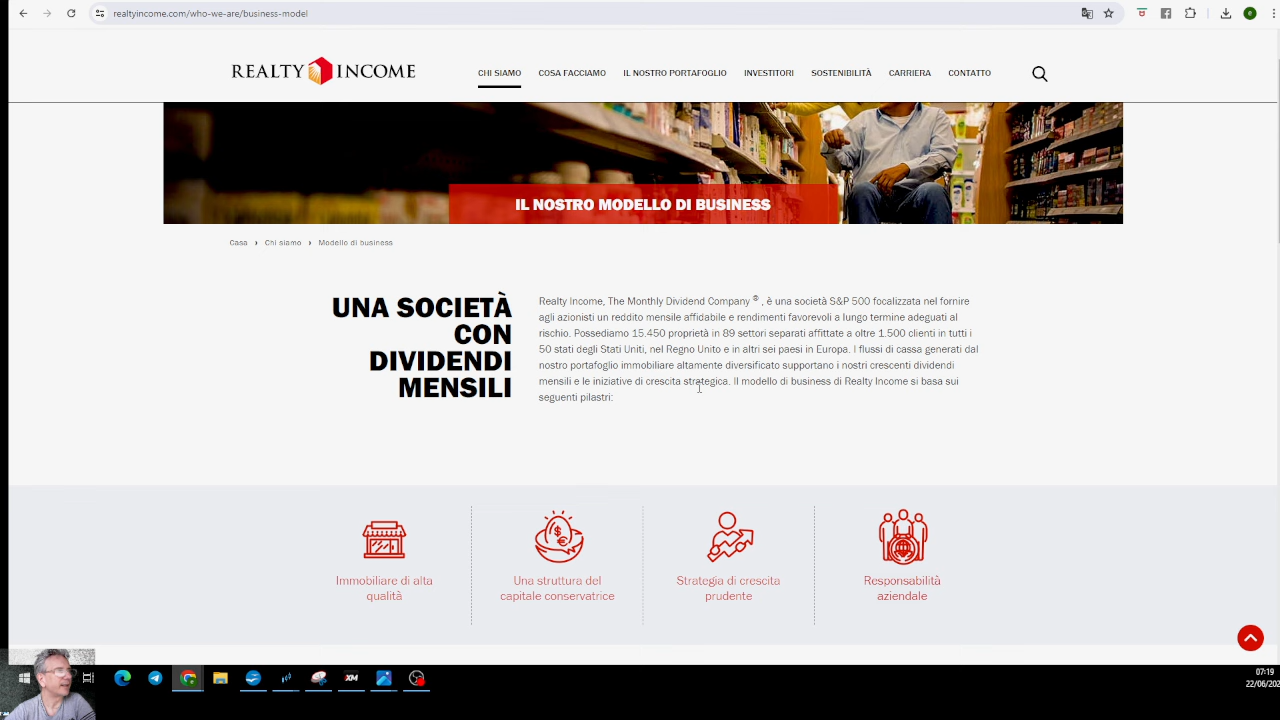 realtyincome.com/who-we-are/business-model
e
REALTY INCOME
CHI SIAMO COSA FACCIAMO IL NOSTRO PORTAFOGLIO INVESTITORI SOSTENIBILITÀ CARRIERA CONTATTO
IL NOSTRO MODELLO DI BUSINESS
Casa › Chi siamo › Modello di business
UNA SOCIETÀ
CON
DIVIDENDI
MENSILI
Realty Income, The Monthly Dividend Company ® , è una società S&P 500 focalizzata nel fornire
agli azionisti un reddito mensile affidabile e rendimenti favorevoli a lungo termine adeguati al
rischio. Possediamo 15.450 proprietà in 89 settori separati affittate a oltre 1.500 clienti in tutti i
50 stati degli Stati Uniti, nel Regno Unito e in altri sei paesi in Europa. I flussi di cassa generati dal
nostro portafoglio immobiliare altamente diversificato supportano i nostri crescenti dividendi
mensili e le iniziative di crescita strategica. Il modello di business di Realty Income si basa sui
seguenti pilastri:
Immobiliare di alta
qualità
Una struttura del
capitale conservatrice
Strategia di crescita
prudente
Responsabilità
aziendale
XM
07:19
22/06/202